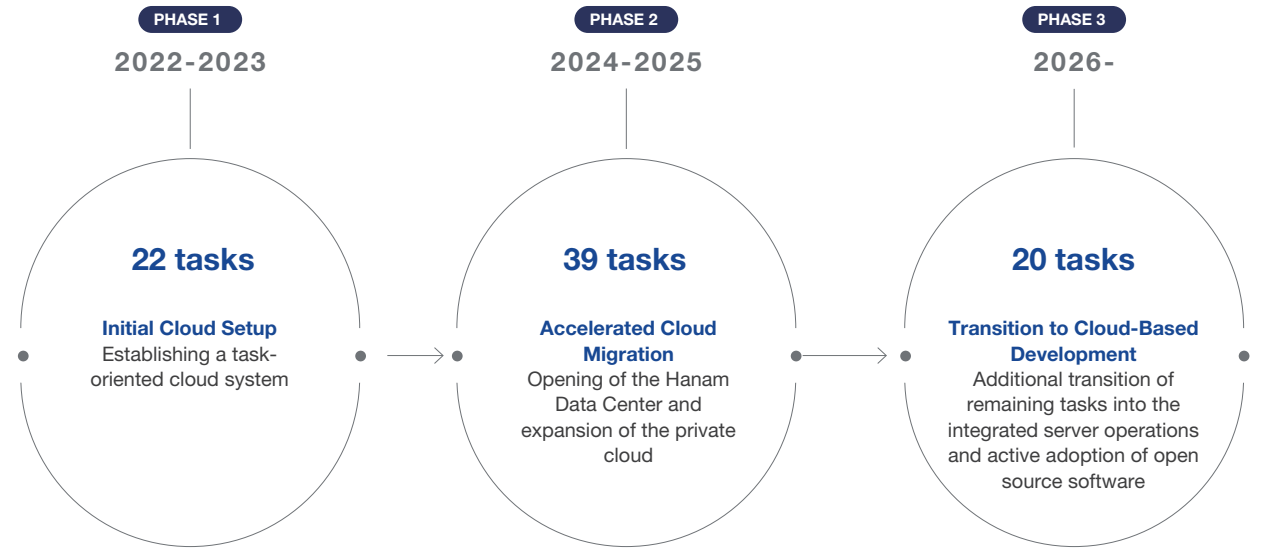 PHASE 1
2022-2023
22 tasks
Initial Cloud Setup
Establishing a task-
oriented cloud system
PHASE 2
2024-2025
39 tasks
Accelerated Cloud
Migration
Opening of the Hanam
Data Center and
expansion of the private
cloud
PHASE 3
2026-
20 tasks
Transition to Cloud-Based
Development
Additional transition of
remaining tasks into the
integrated server operations
and active adoption of open
source software